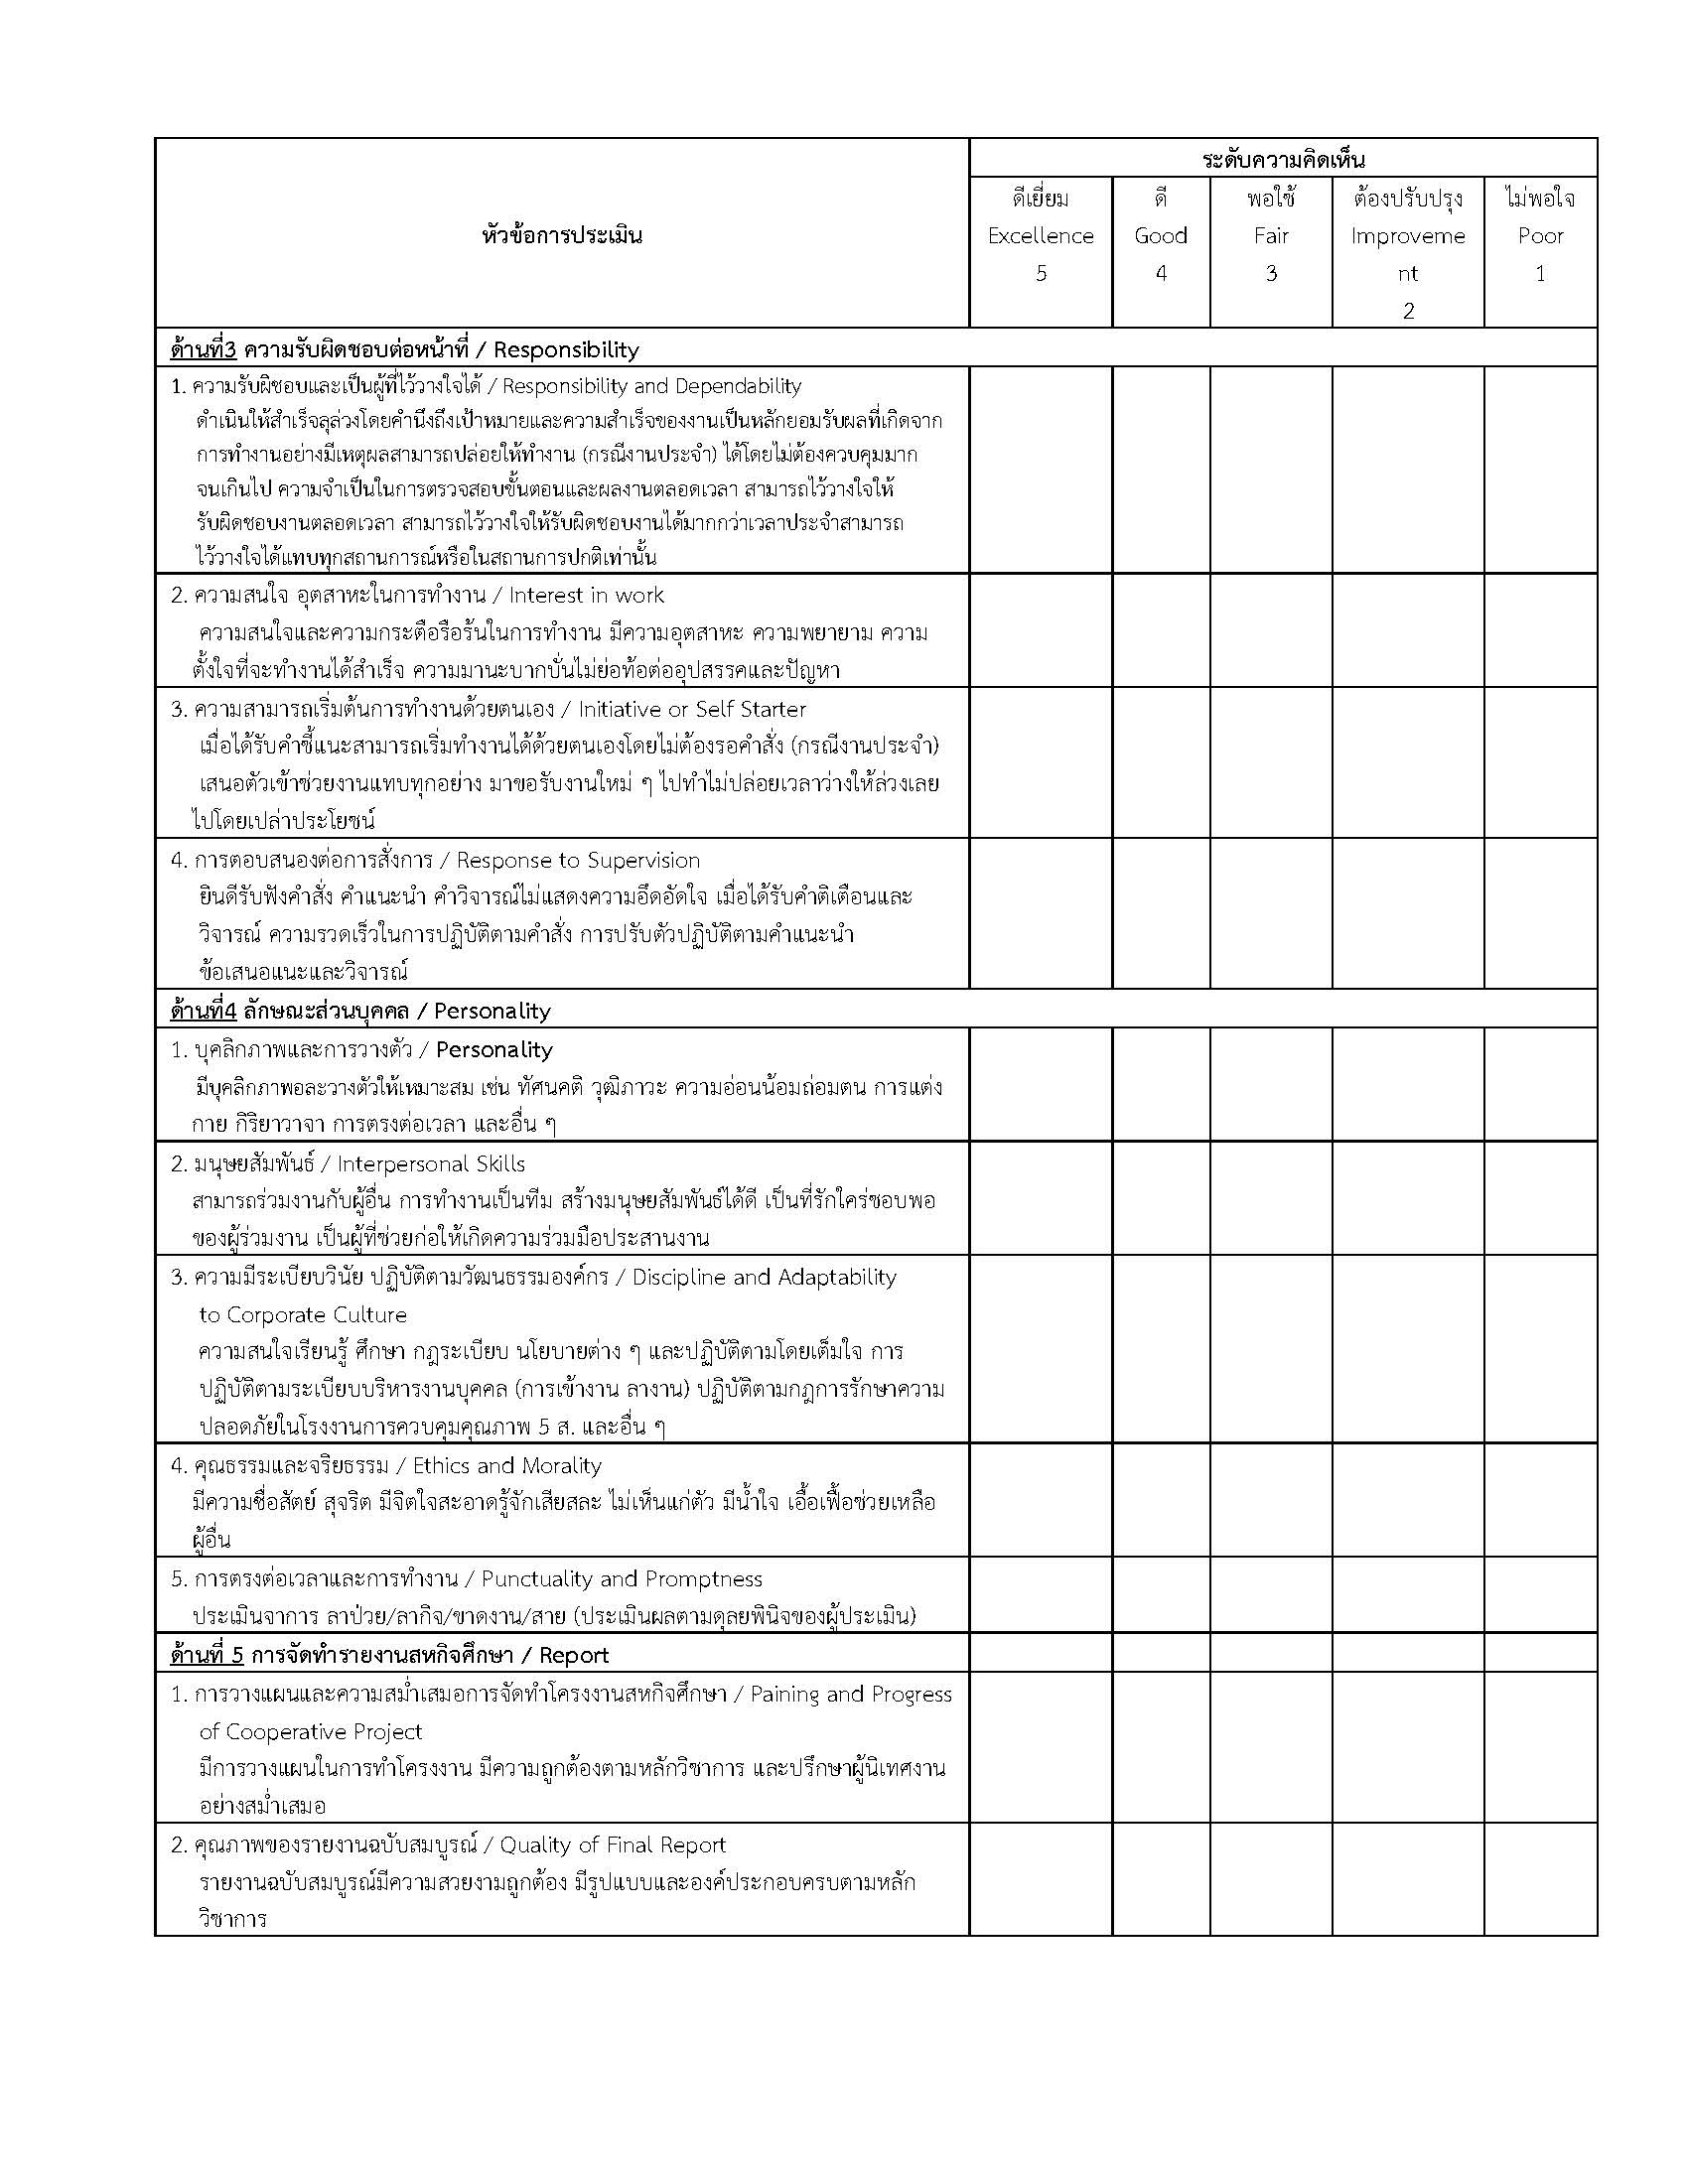 หัวข้อการประเมิน
ระดับความคิดเห็น
ดีเยี่ยม
Excellence
5
ดี
Good
4
พอใช้
Fair
3
ต้องปรับปรุง
Improveme
nt
2
ไม่พอใจ
Poor
1
ด้านที่3 ความรับผิดชอบต่อหน้าที่ / Responsibility
1. ความรับผิชอบและเป็นผู้ที่ไว้วางใจได้ / Responsibility and Dependability
ดำเนินให้สำเร็จลุล่วงโดยคำนึงถึงเป้าหมายและความสำเร็จของงานเป็นหลักยอมรับผลที่เกิดจาก
การทำงานอย่างมีเหตุผลสามารถปล่อยให้ทำงาน (กรณีงานประจำ) ได้โดยไม่ต้องควบคุมมาก
จนเกินไป ความจำเป็นในการตรวจสอบขั้นตอนและผลงานตลอดเวลา สามารถไว้วางใจให้
รับผิดชอบงานตลอดเวลา สามารถไว้วางใจให้รับผิดชอบงานได้มากกว่าเวลาประจำสามารถ
ไว้วางใจได้แทบทุกสถานการณ์หรือในสถานการปกติเท่านั้น
2. ความสนใจ อุตสาหะในการทำงาน / Interest in work
ความสนใจและความกระตือรือร้นในการทำงาน มีความอุตสาหะ ความพยายาม ความ
ตั้งใจที่จะทำงานได้สำเร็จ ความมานะบากบั่นไม่ย่อท้อต่ออุปสรรคและปัญหา
3. ความสามารถเริ่มต้นการทำงานด้วยตนเอง / Initiative or Self Starter
เมื่อได้รับคำชี้แนะสามารถเริ่มทำงานได้ด้วยตนเองโดยไม่ต้องรอคำสั่ง (กรณีงานประจำ)
เสนอตัวเข้าช่วยงานแทบทุกอย่าง มาขอรับงานใหม่ ๆ ไปทำไม่ปล่อยเวลาว่างให้ล่วงเลย
ไปโดยเปล่าประโยชน์
4. การตอบสนองต่อการสั่งการ / Response to Supervision
ยินดีรับฟังคำสั่ง คำแนะนำ คำวิจารณ์ไม่แสดงความอึดอัดใจ เมื่อได้รับคำติเตือนและ
วิจารณ์ ความรวดเร็วในการปฏิบัติตามคำสั่ง การปรับตัวปฏิบัติตามคำแนะนำ
ข้อเสนอแนะและวิจารณ์
ด้านที่4 ลักษณะส่วนบุคคล / Personality
1. บุคลิกภาพและการวางตัว / Personality
มีบุคลิกภาพอละวางตัวให้เหมาะสม เช่น ทัศนคติ วุฒิภาวะ ความอ่อนน้อมถ่อมตน การแต่ง
กาย กิริยาวาจา การตรงต่อเวลา และอื่น ๆ
2. มนุษยสัมพันธ์ / Interpersonal Skills
สามารถร่วมงานกับผู้อื่น การทำงานเป็นทีม สร้างมนุษยสัมพันธ์ได้ดี เป็นที่รักใคร่ชอบพอ
ของผู้ร่วมงาน เป็นผู้ที่ช่วยก่อให้เกิดความร่วมมือประสานงาน
3. ความมีระเบียบวินัย ปฏิบัติตามวัฒนธรรมองค์กร / Discipline and Adaptability
to Corporate Culture
ความสนใจเรียนรู้ ศึกษา กฎระเบียบ นโยบายต่าง ๆ และปฏิบัติตามโดยเต็มใจ การ
ปฏิบัติตามระเบียบบริหารงานบุคคล (การเข้างาน ลางาน) ปฏิบัติตามกฎการรักษาความ
ปลอดภัยในโรงงานการควบคุมคุณภาพ 5 ส. และอื่น ๆ
4. คุณธรรมและจริยธรรม / Ethics and Morality
มีความซื่อสัตย์ สุจริต มีจิตใจสะอาดรู้จักเสียสละ ไม่เห็นแก่ตัว มีน้ำใจ เอื้อเฟื้อช่วยเหลือ
ผู้อื่น
5. การตรงต่อเวลาและการทำงาน / Punctuality and Promptness
ประเมินจาการ ลาป่วย/ลากิจ/ขาดงาน/สาย (ประเมินผลตามดุลยพินิจของผู้ประเมิน)
ด้านที่ 5 การจัดทำรายงานสหกิจศึกษา / Report
1. การวางแผนและความสม่ำเสมอการจัดทำโครงงานสหกิจศึกษา / Paining and Progress
of Cooperative Project
มีการวางแผนในการทำโครงงาน มีความถูกต้องตามหลักวิชาการ และปรึกษาผู้นิเทศงาน
อย่างสม่ำเสมอ
2. คุณภาพของรายงานฉบับสมบูรณ์ / Quality of Final Report
รายงานฉบับสมบูรณ์มีความสวยงามถูกต้อง มีรูปแบบและองค์ประกอบครบตามหลัก
วิชาการ